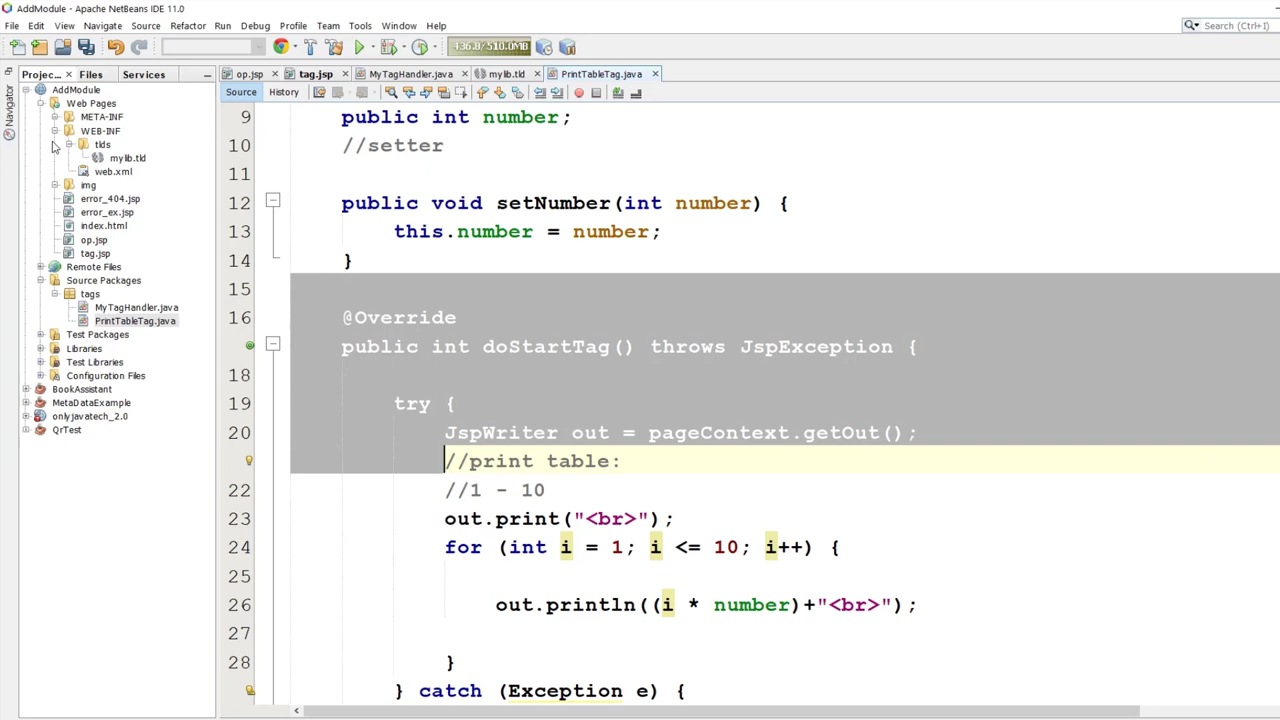 AddModule - Apache NetBeans IDE 11.0
File Edit View Navigate Source Refactor Run Debug Profile Team Tools Window Help
Search (Ctrl+I)
436.8/510.0MB
Projec... Files Services
op.jsp tag.jsp MyTagHandler.java mylib.tld PrintTableTag.java
Source History
Navigator
AddModule
Web Pages
META-INF
WEB-INF
tlds
mylib.tld
web.xml
img
error_404.jsp
error_ex.jsp
index.html
op.jsp
tag.jsp
Remote Files
Source Packages
tags
MyTagHandler.java
PrintTableTag.java
Test Packages
Libraries
Test Libraries
Configuration Files
BookAssistant
MetaDataExample
onlyjavatech_2.0
QrTest
9 public int number;
10 //setter
11
12 public void setNumber(int number) {
13 this.number = number;
14 }
15
16 @Override
public int doStartTag() throws JspException {
18
19 try {
20 JspWriter out = pageContext.getOut();
//print table:
22 //1 - 10
23 out.print("<br>");
24 for (int i = 1; i <= 10; i++) {
25
26 out.println((i * number)+"<br>");
27
28 }
} catch (Exception e) {